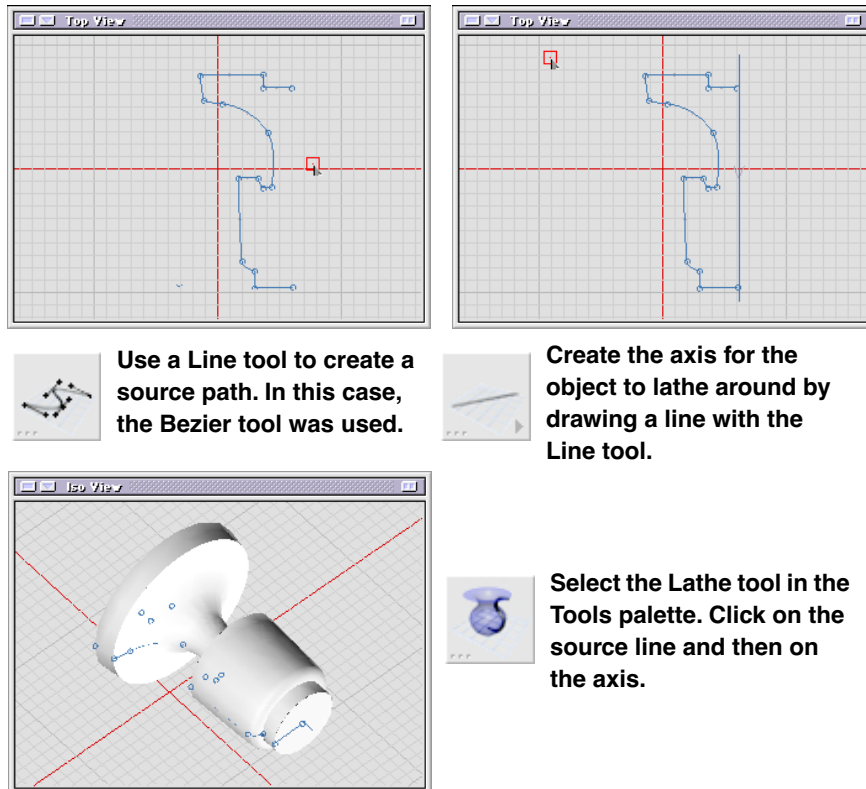 Top View
Top View
Use a Line tool to create a
source path. In this case,
the Bezier tool was used.
Create the axis for the
object to lathe around by
drawing a line with the
Line tool.
Iso View
Select the Lathe tool in the
Tools palette. Click on the
source line and then on
the axis.